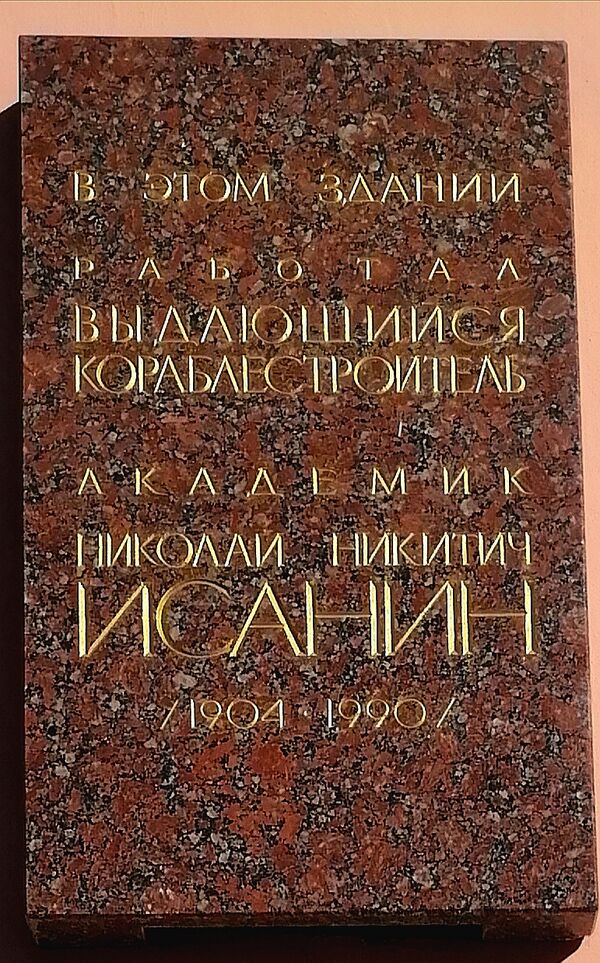 В ЭТОМ ЗДАНИИ
РАБОТАЛ
ВЫДАЮЩИЙСЯ
КОРАБЛЕСТРОИТЕЛЬ
АКАДЕМИК
НИКОЛАЙ НИКИТИЧ
ИСАНИН
/1904 · 1990/